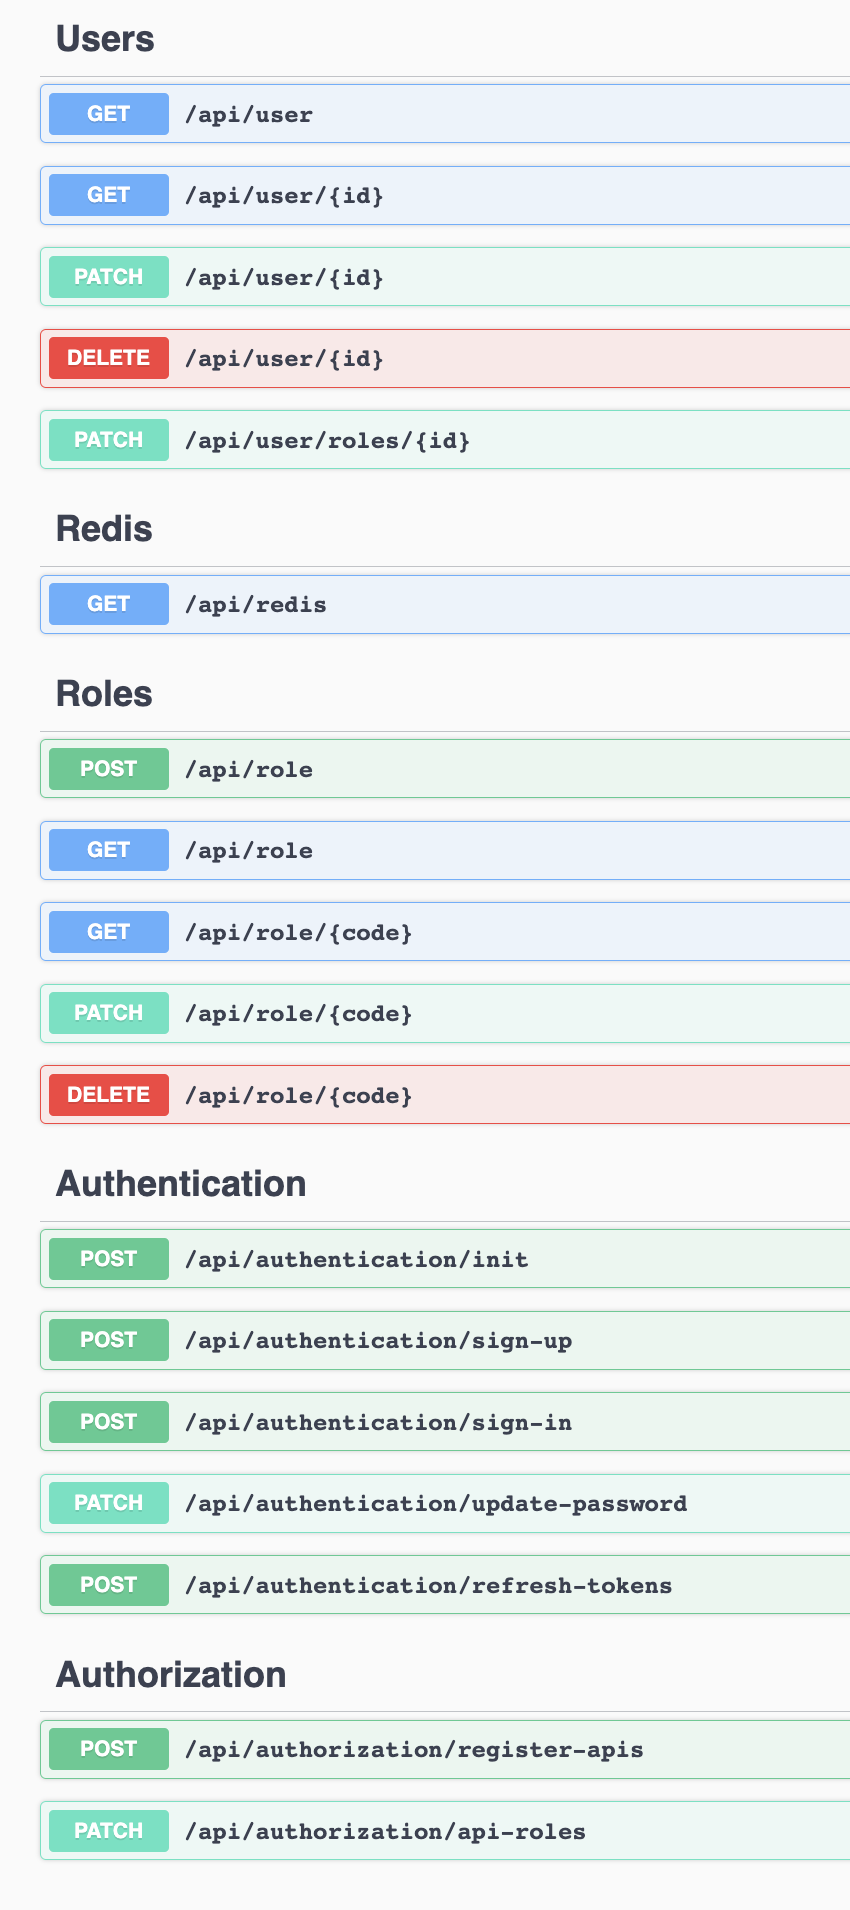 Users
GET /api/user
GET /api/user/{id}
PATCH /api/user/{id}
DELETE /api/user/{id}
PATCH /api/user/roles/{id}
Redis
GET /api/redis
Roles
POST /api/role
GET /api/role
GET /api/role/{code}
PATCH /api/role/{code}
DELETE /api/role/{code}
Authentication
POST /api/authentication/init
POST /api/authentication/sign-up
POST /api/authentication/sign-in
PATCH /api/authentication/update-password
POST /api/authentication/refresh-tokens
Authorization
POST /api/authorization/register-apis
PATCH /api/authorization/api-roles